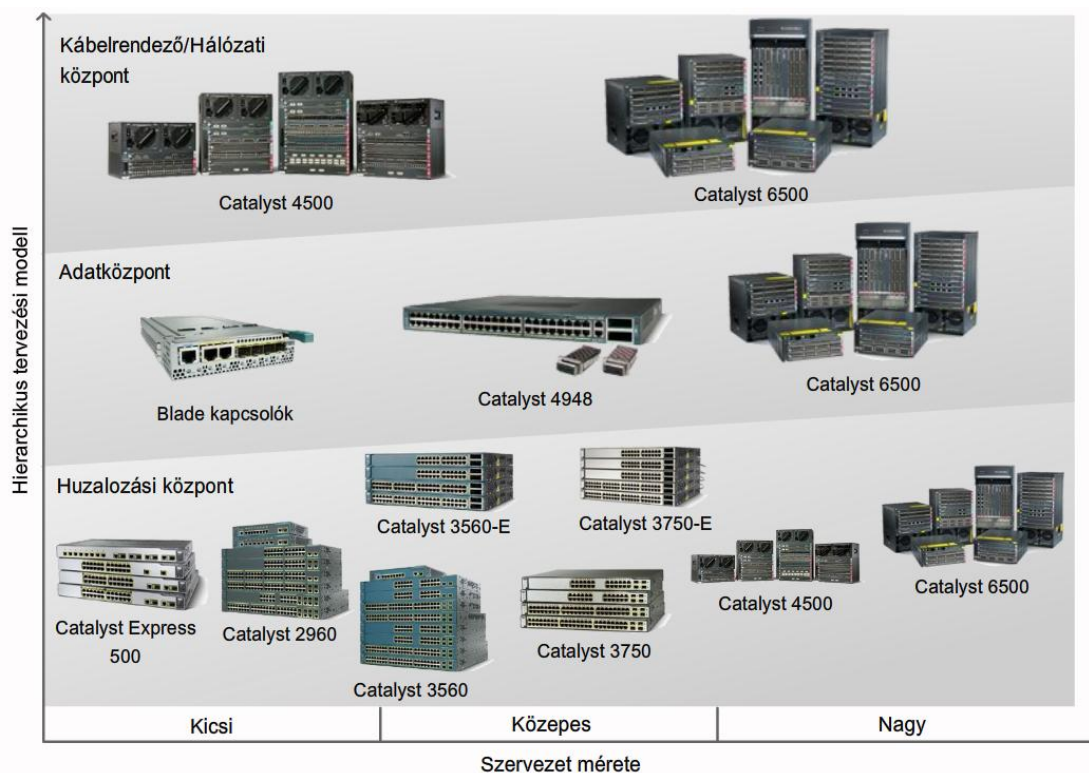 Kábelrendező/Hálózati
központ
Catalyst 4500
Catalyst 6500
Hierarchikus tervezési modell
Adatközpont
Blade kapcsolók
Catalyst 4948
Catalyst 6500
Huzalozási központ
Catalyst 3560-E
Catalyst 3750-E
Catalyst Express
500
Catalyst 2960
Catalyst 3560
Catalyst 3750
Catalyst 4500
Catalyst 6500
Kicsi
Közepes
Nagy
Szervezet mérete